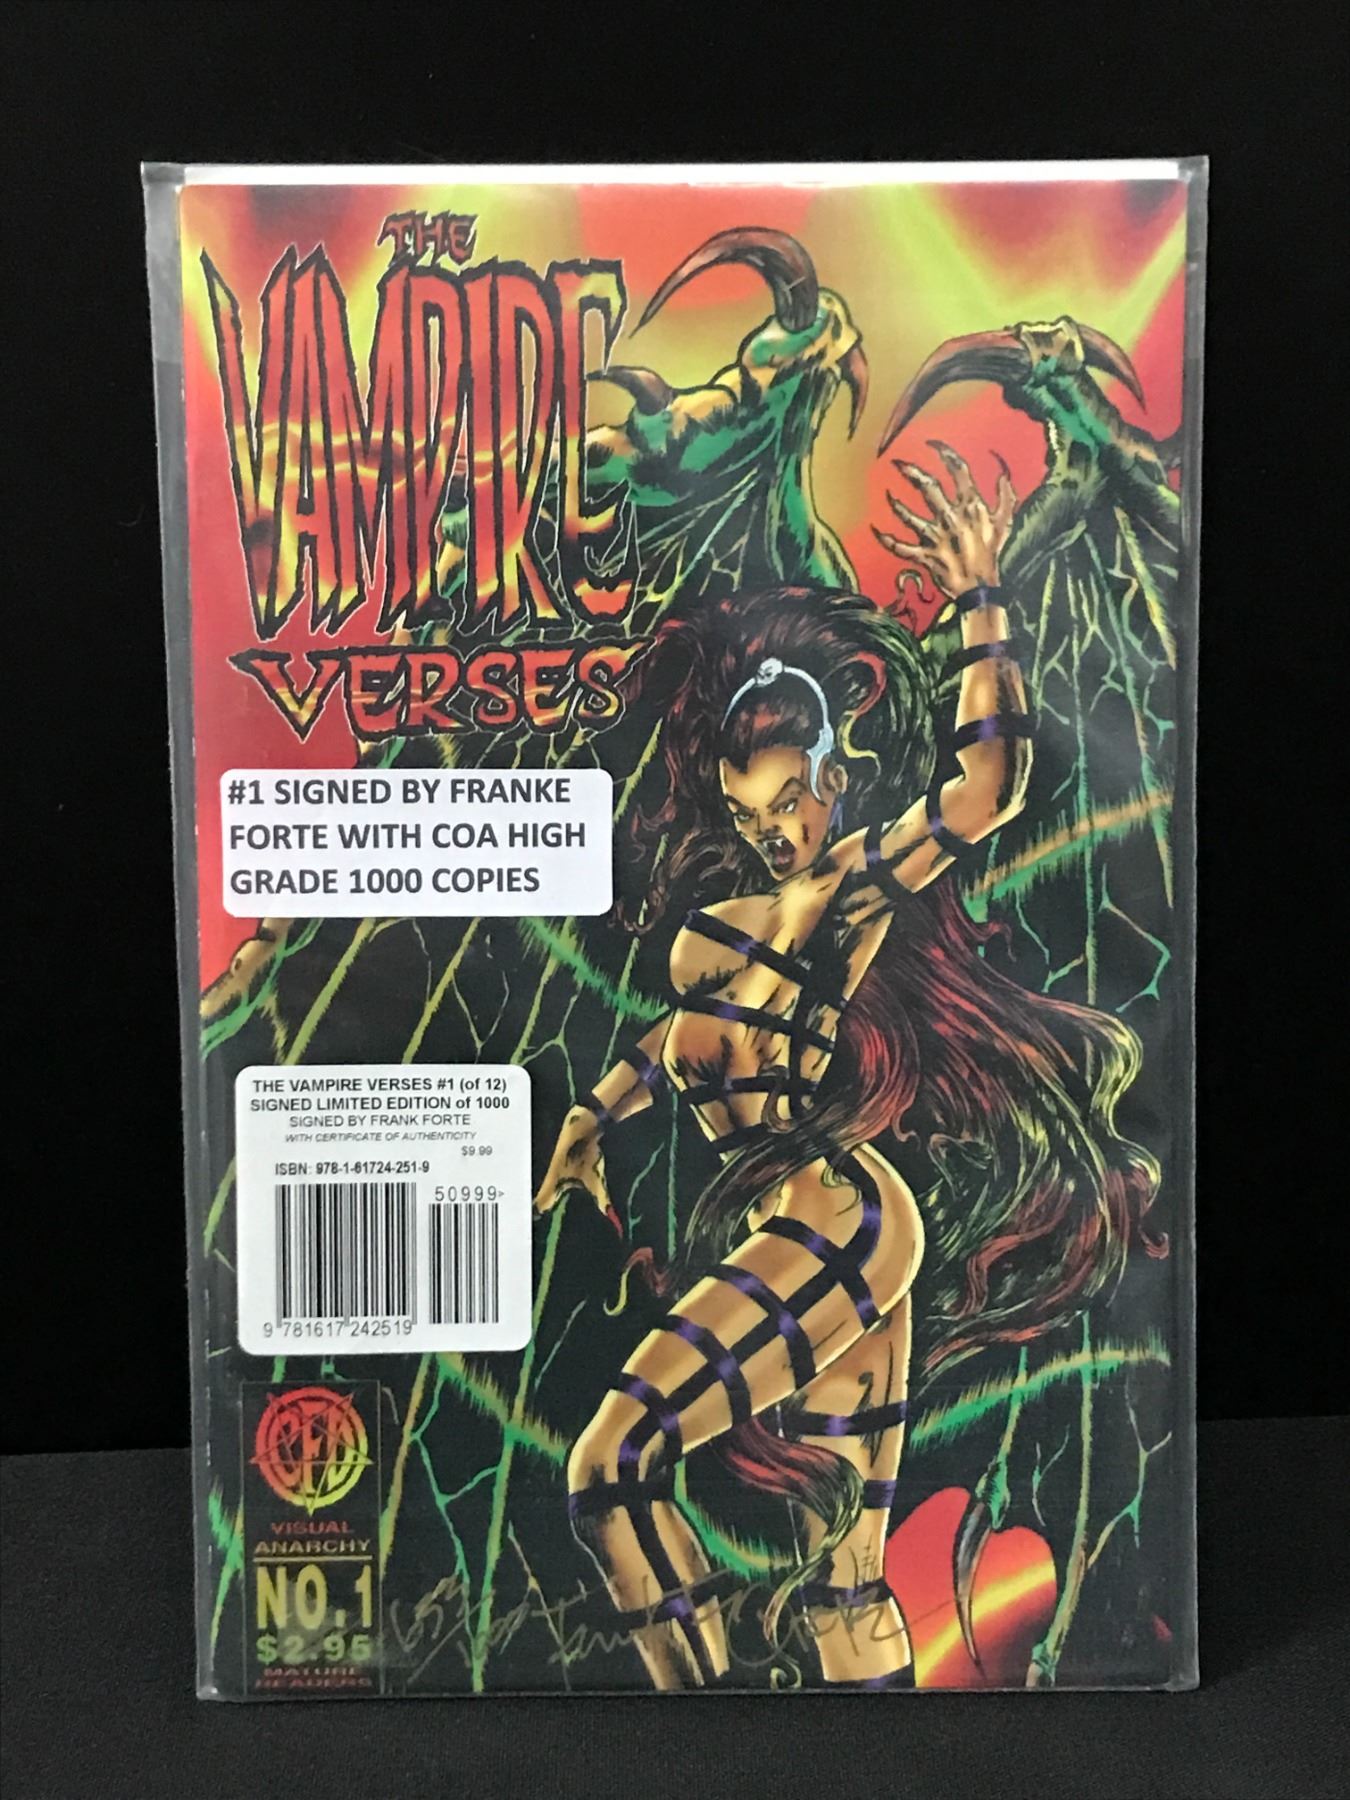 THE
VAMPIRE
VERSES
#1 SIGNED BY FRANKE
FORTE WITH COA HIGH
GRADE 1000 COPIES
THE VAMPIRE VERSES #1 (of 12)
SIGNED LIMITED EDITION of 1000
SIGNED BY FRANK FORTE
WITH CERTIFICATE OF AUTHENTICITY
$9.99
ISBN: 978-1-61724-251-9
50999>
9 781617 242519
CFD
VISUAL
ANARCHY
NO.1
$2.95
MATURE
READERS